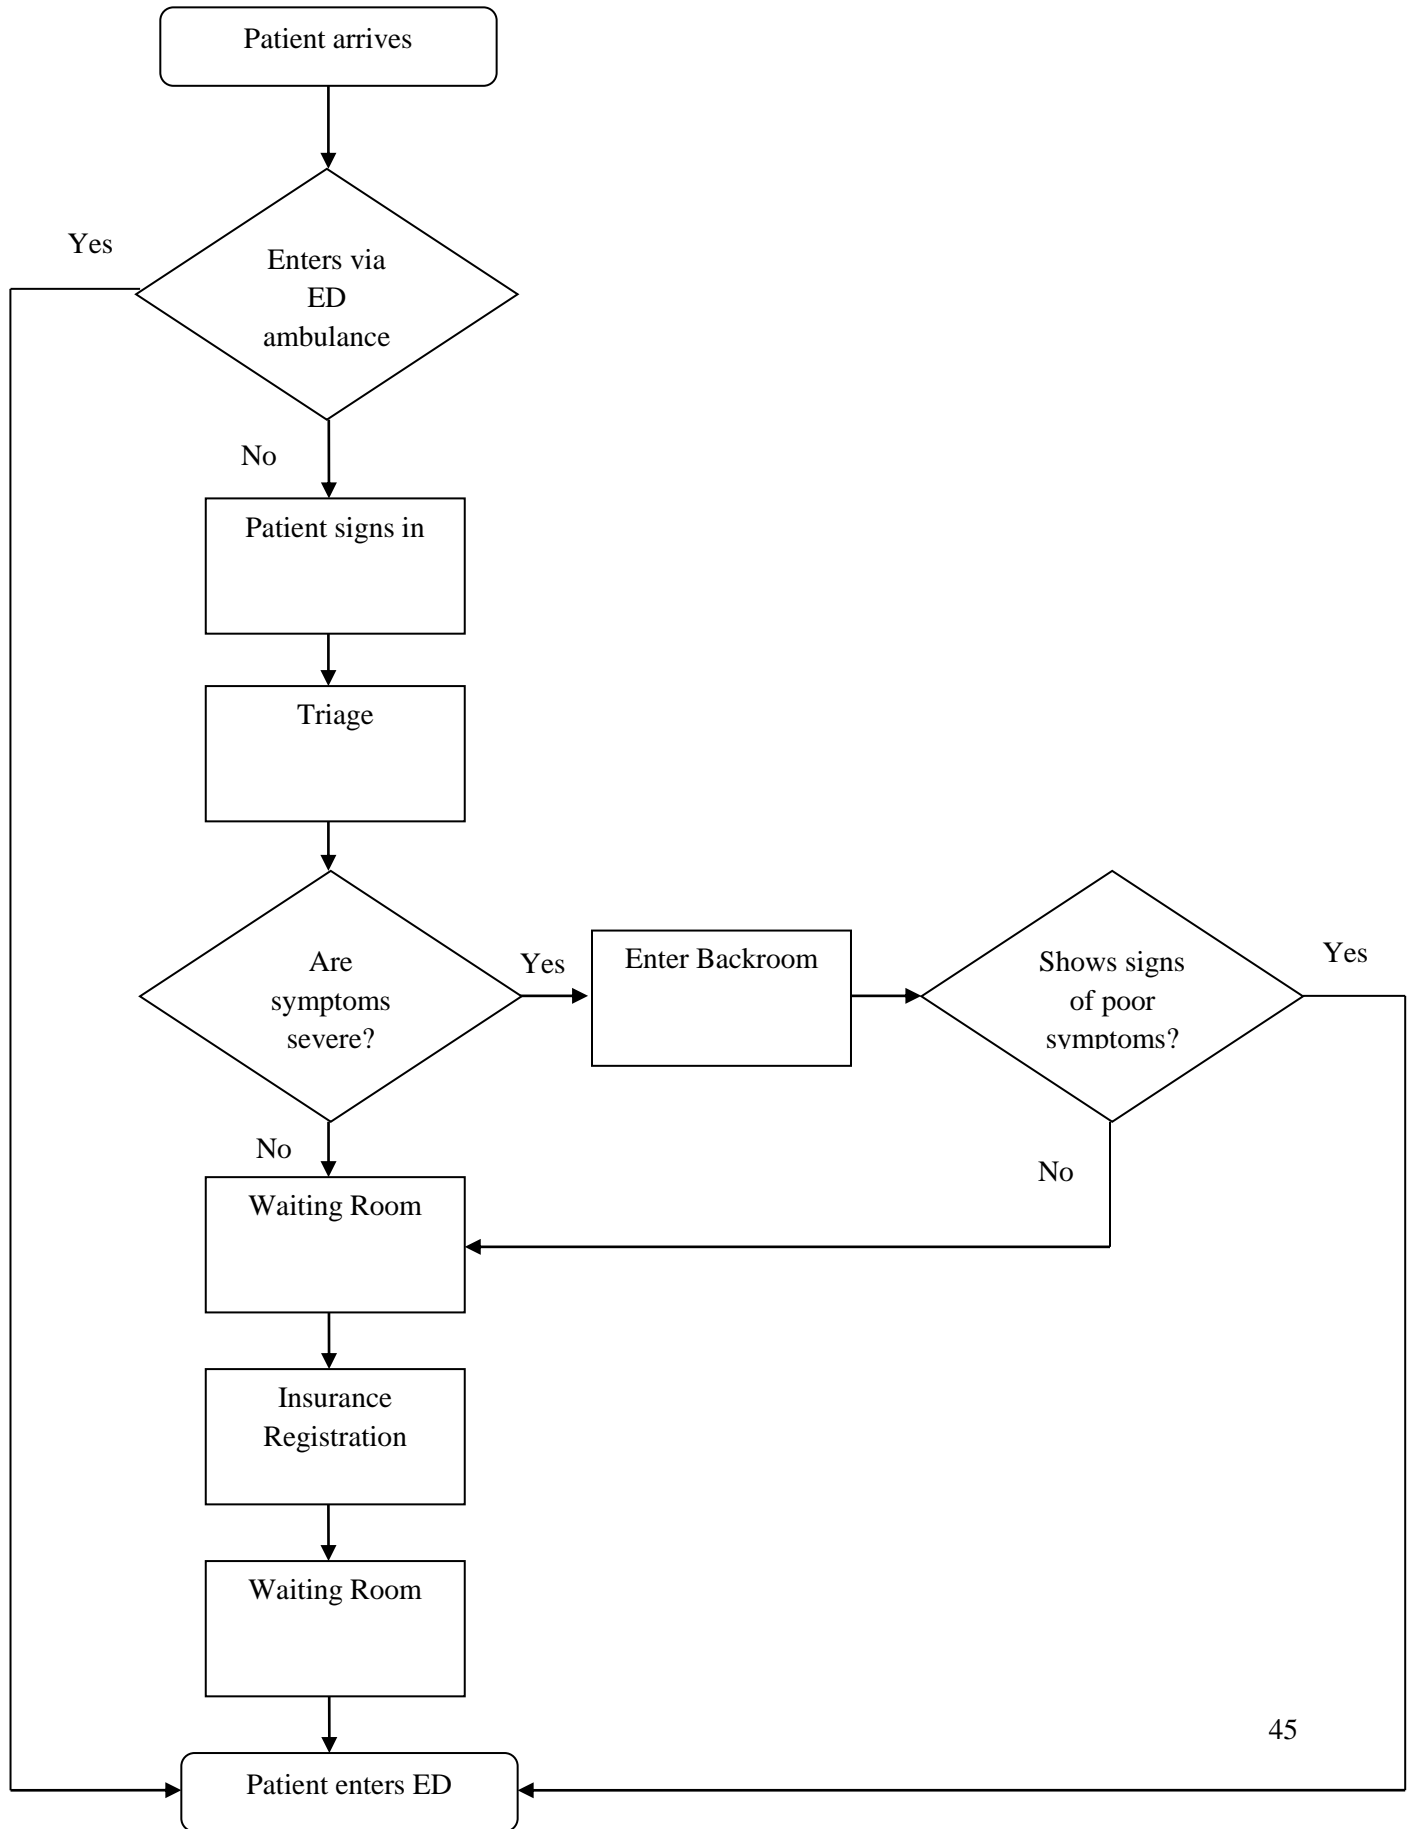 Patient arrives
Yes
Enters via
ED
ambulance
No
Patient signs in
Triage
Are
symptoms
severe?
Yes
Enter Backroom
Shows signs
of poor
symptoms?
Yes
No
No
Waiting Room
Insurance
Registration
Waiting Room
45
Patient enters ED